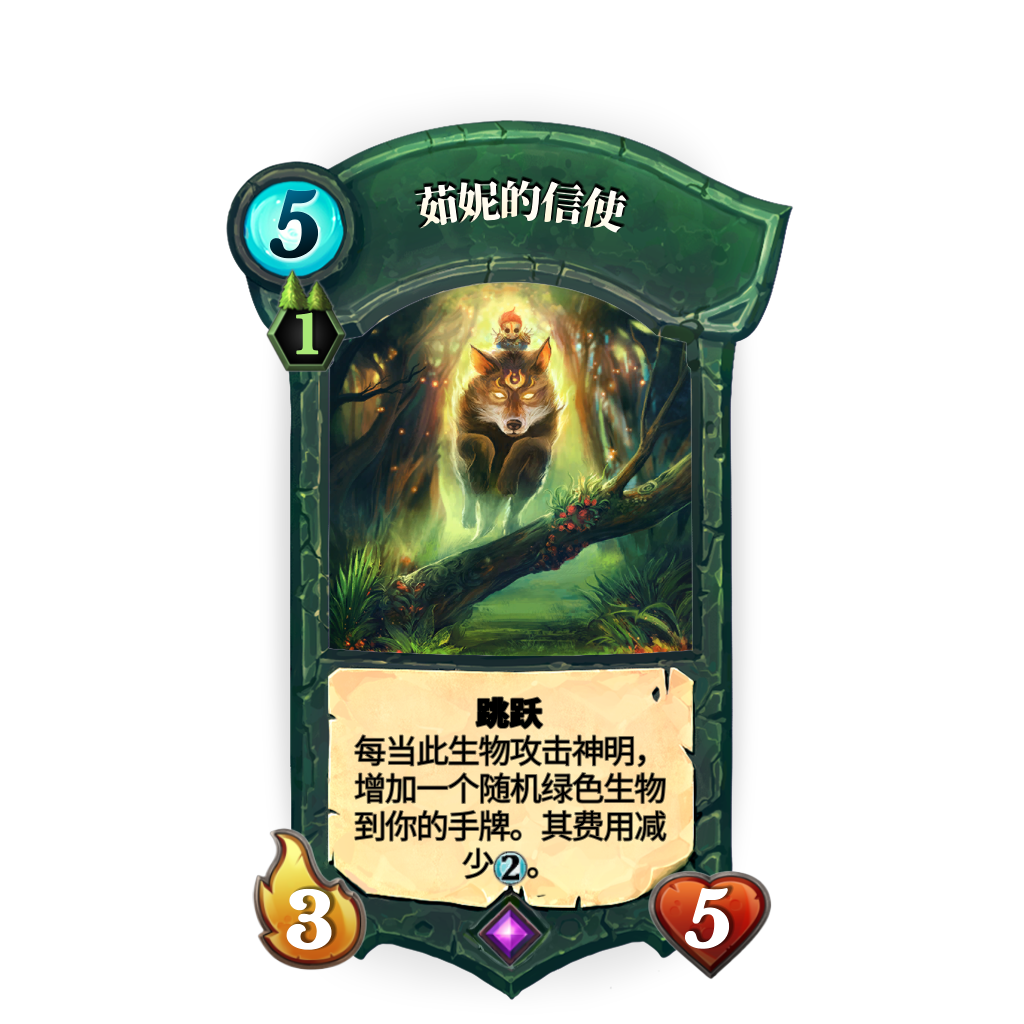 茹妮的信使
5
1
跳跃
每当此生物攻击神明，
增加一个随机绿色生物
到你的手牌。其费用减
少2。
3
5